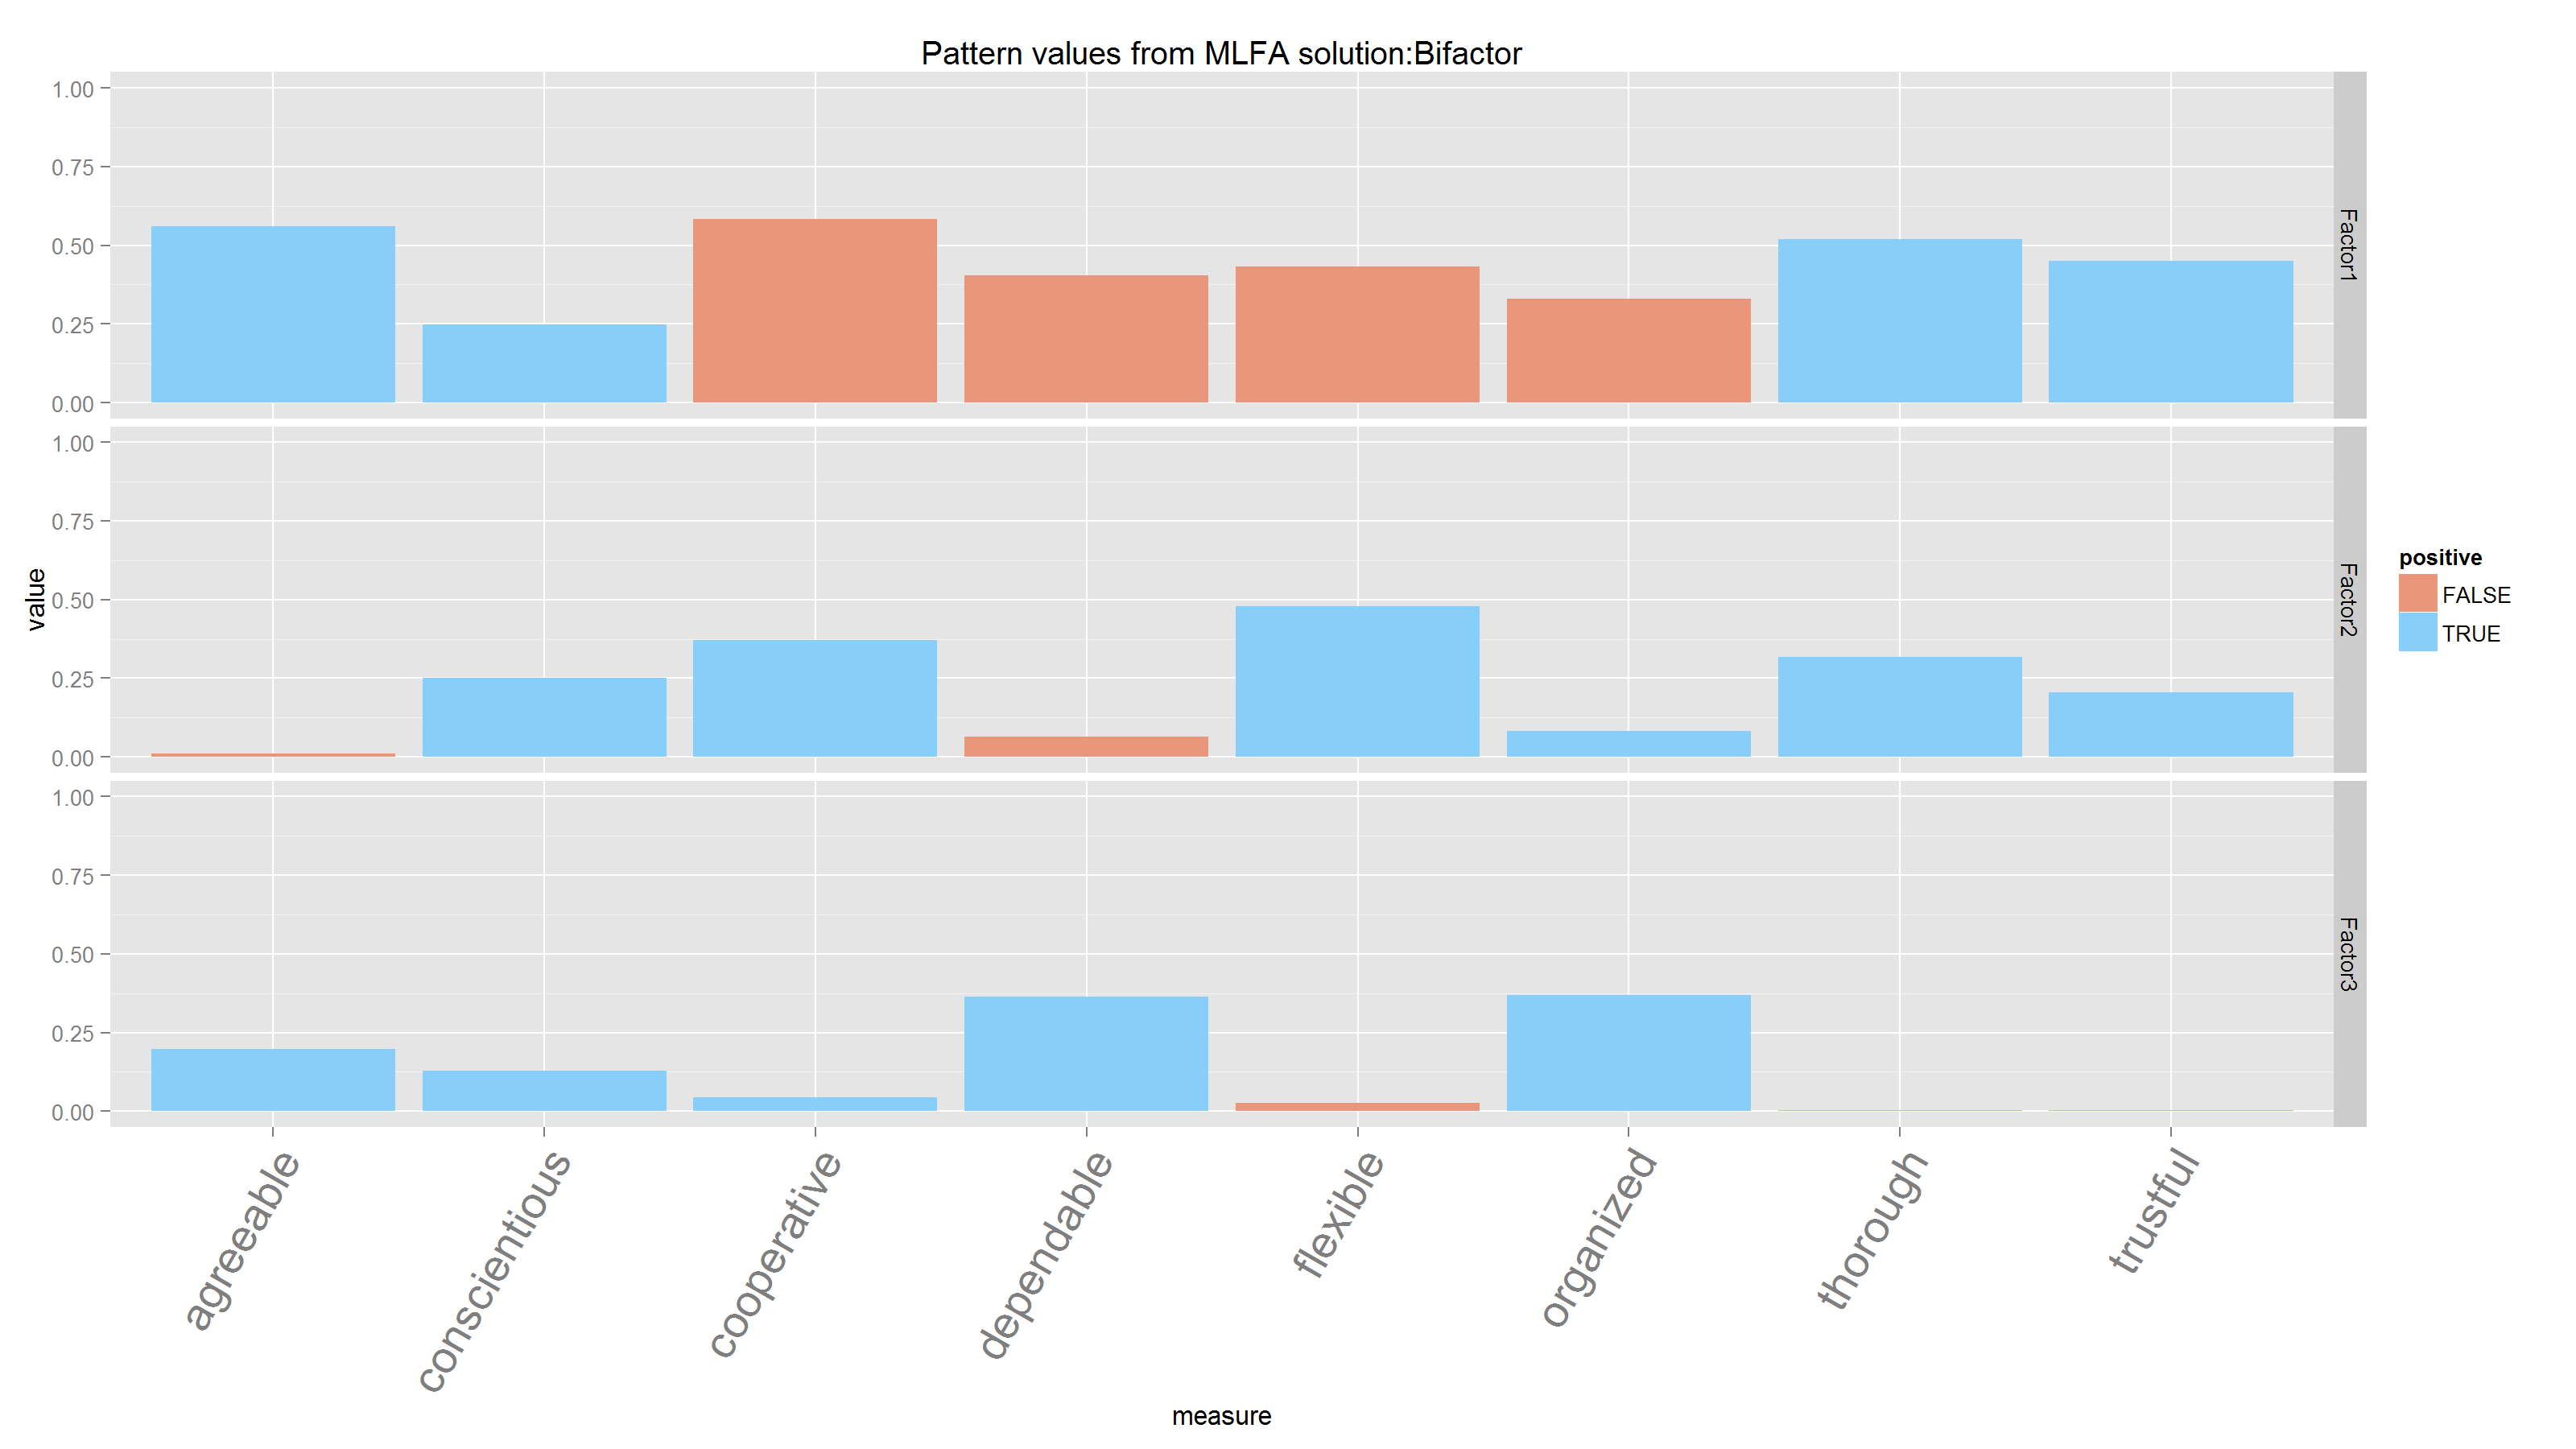 Pattern values from MLFA solution:Bifactor
1.00
0.75
0.50
0.25
0.00
Factor1
1.00
0.75
0.50
0.25
0.00
Factor2
1.00
0.75
0.50
0.25
0.00
Factor3
value
agreeable
conscientious
cooperative
dependable
flexible
organized
thorough
trustful
measure
positive
FALSE
TRUE